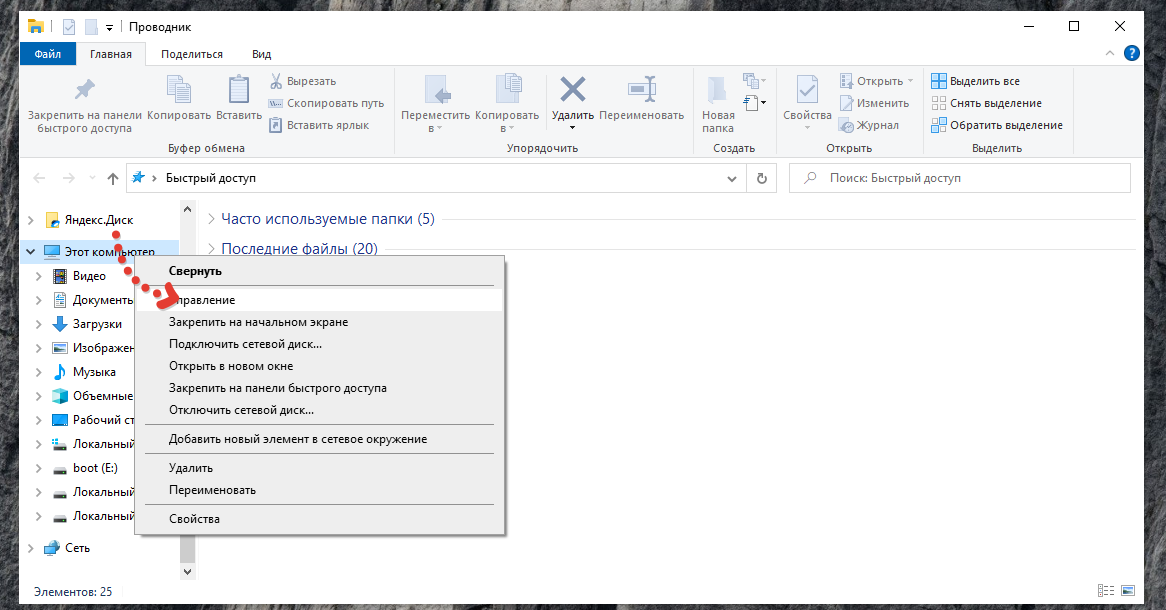 Проводник
Файл
Главная
Поделиться
Вид
Закрепить на панели
быстрого доступа
Копировать
Вставить
Вырезать
Скопировать путь
Вставить ярлык
Буфер обмена
Переместить
в
Копировать
в
Удалить
Переименовать
Упорядочить
Новая
папка
Создать
Свойства
Открыть
Изменить
Журнал
Открыть
Выделить все
Снять выделение
Обратить выделение
Выделить
Быстрый доступ
Поиск: Быстрый доступ
Яндекс.Диск
Этот компьютер
Видео
Документы
Загрузки
Изображен
Музыка
Объемные
Рабочий ст
Локальный
boot (E:)
Локальный
Локальный
Сеть
Часто используемые папки (5)
Последние файлы (20)
Свернуть
правление
Закрепить на начальном экране
Подключить сетевой диск...
Открыть в новом окне
Закрепить на панели быстрого доступа
Отключить сетевой диск...
Добавить новый элемент в сетевое окружение
Удалить
Переименовать
Свойства
Элементов: 25